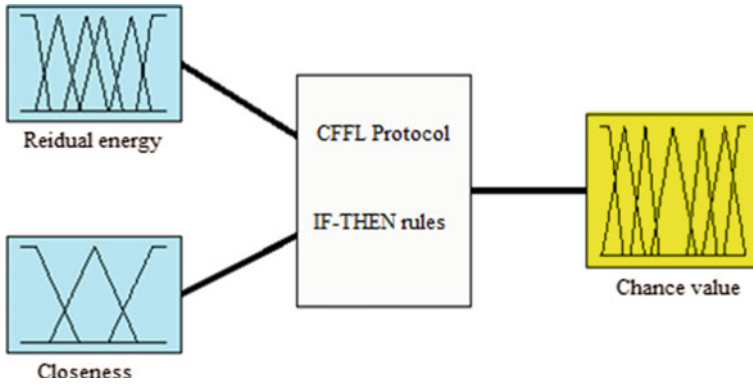 Reidual energy
CFFL Protocol
IF-THEN rules
Closeness
Chance value